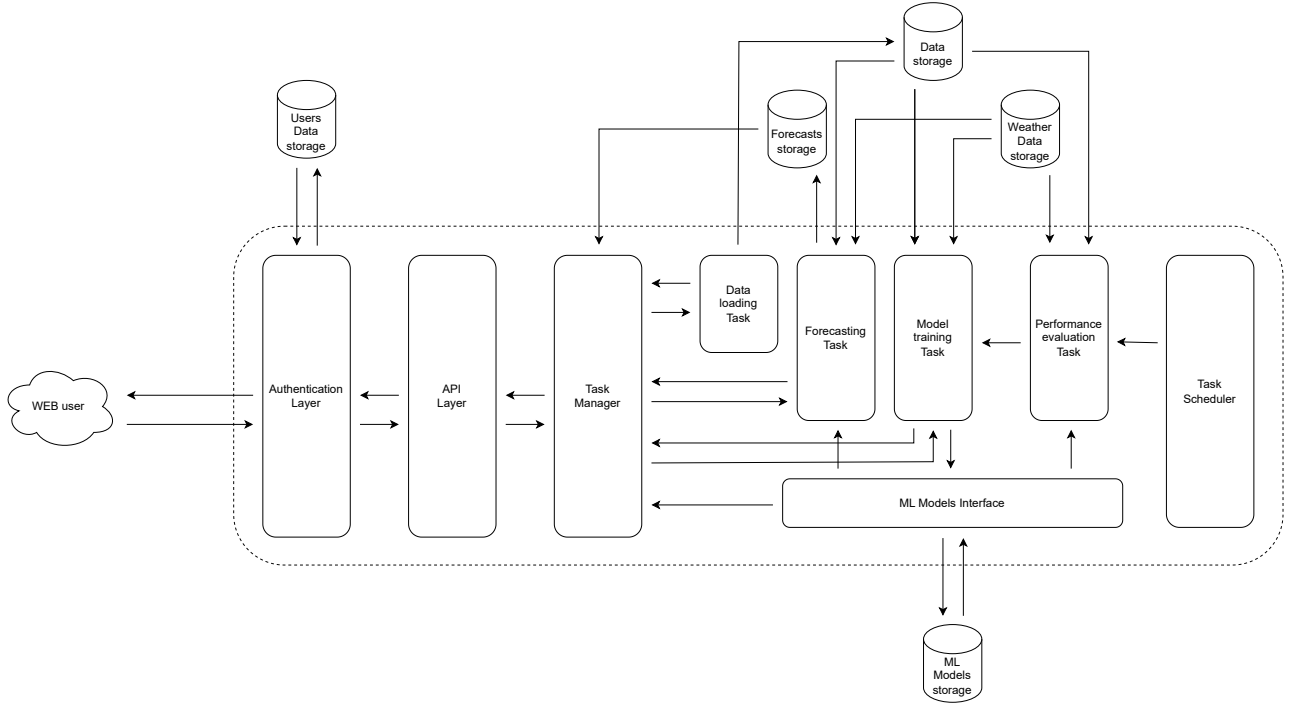 Data
storage
Users
Data
storage
Forecasts
storage
Weather
Data
storage
WEB user
Authentication
Layer
API
Layer
Task
Manager
Data
loading
Task
Forecasting
Task
Model
training
Task
Performance
evaluation
Task
Task
Scheduler
ML Models Interface
ML
Models
storage